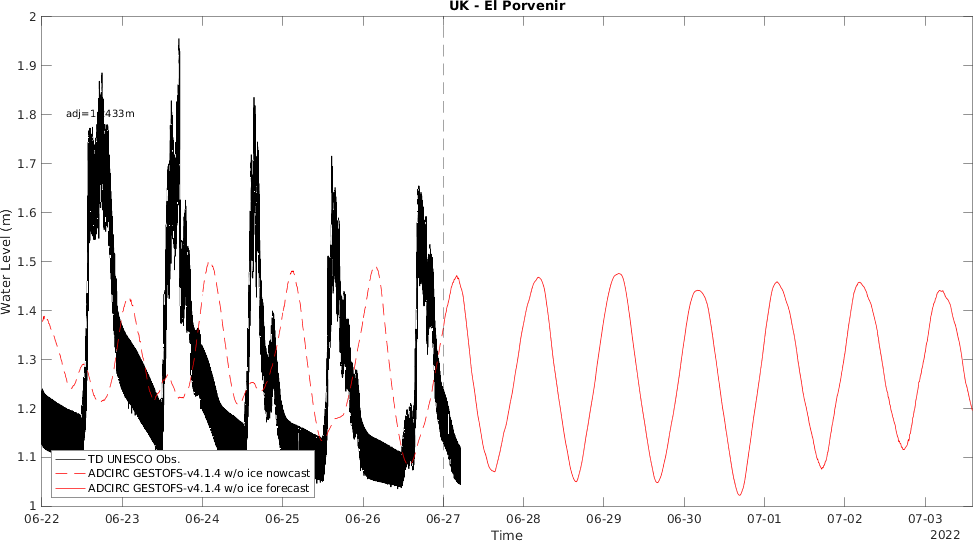 UK - El Porvenir
2
1.9
1.8
1.7
1.6
1.5
1.4
1.3
1.2
1.1
1
Water Level (m)
TD UNESCO Obs.
ADCIRC GESTOFS-v4.1.4 w/o ice nowcast
ADCIRC GESTOFS-v4.1.4 w/o ice forecast
06-22 06-23 06-24 06-25 06-26 06-27 06-28 06-29 06-30 07-01 07-02 07-03
Time
2022